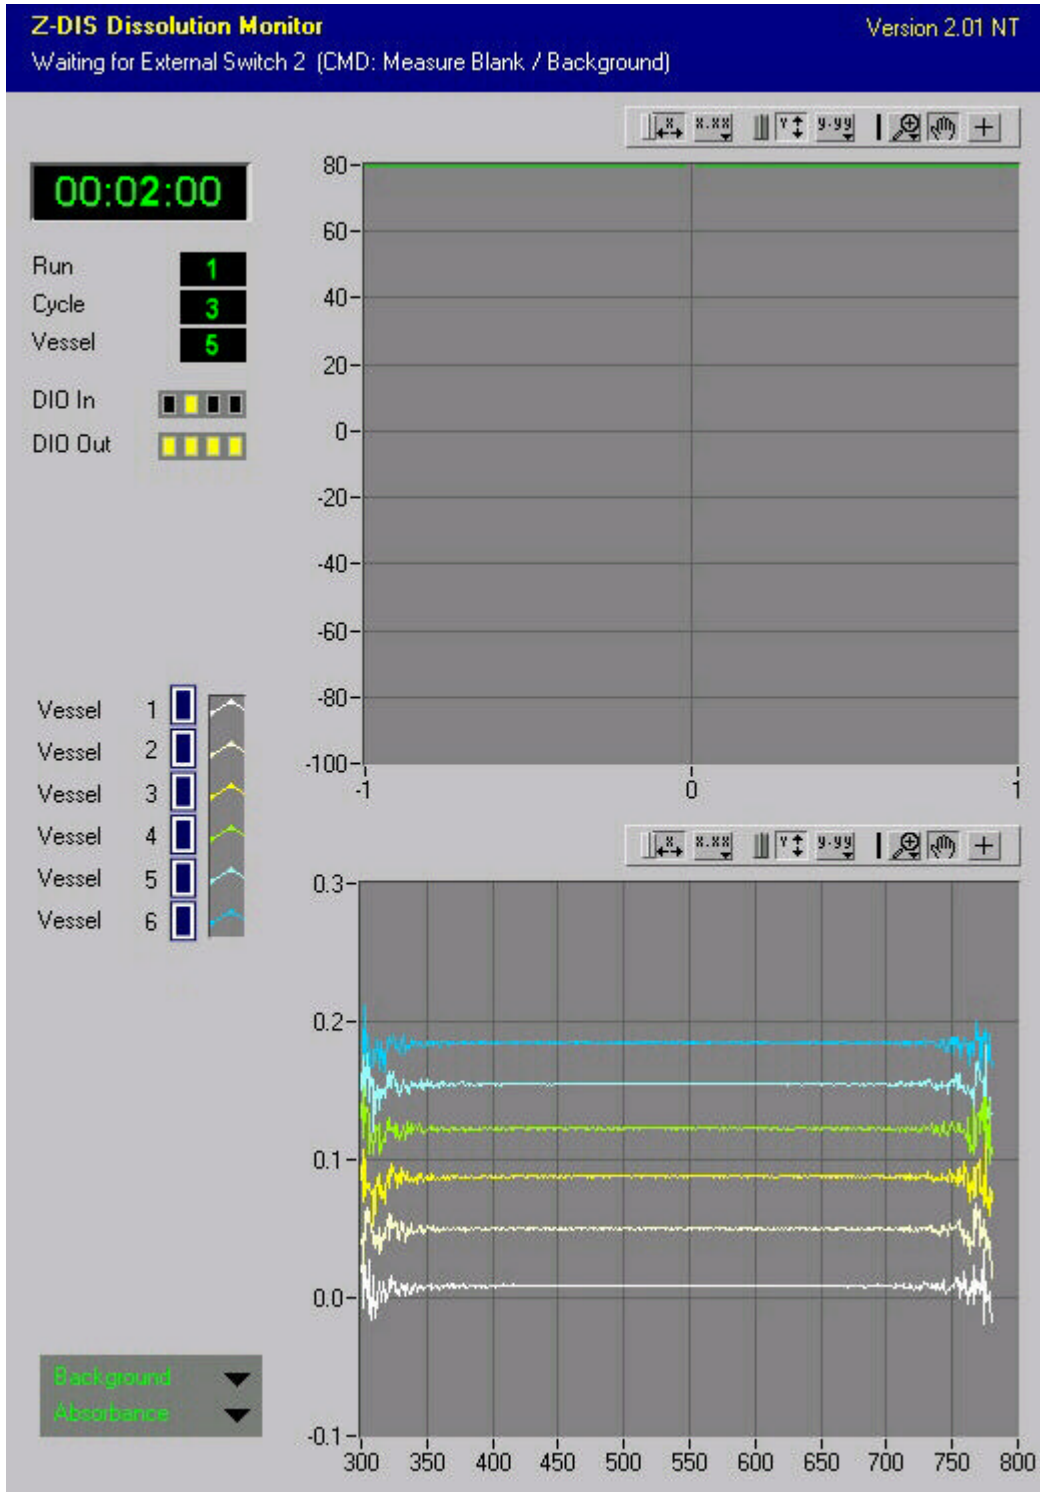 Z-DIS Dissolution Monitor
Version 2.01 NT
Waiting for External Switch 2 (CMD: Measure Blank / Background)
X
X.XX
Y
Y.YY
00:02:00
Run 1
Cycle 3
Vessel 5
DIO In
DIO Out
80
60
40
20
0
-20
-40
-60
-80
-100
-1 0 1
Vessel 1
Vessel 2
Vessel 3
Vessel 4
Vessel 5
Vessel 6
X
X.XX
Y
Y.YY
0.3
0.2
0.1
0.0
-0.1
300 350 400 450 500 550 600 650 700 750 800
Background
Absorbance